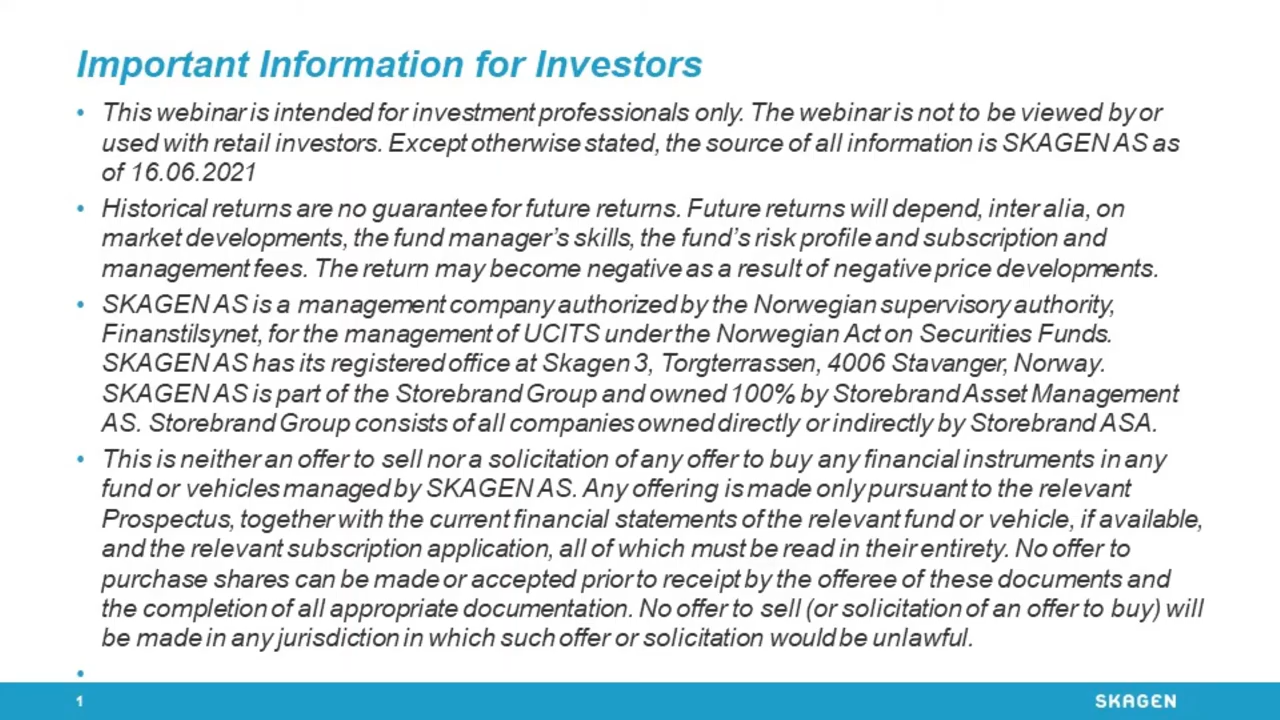 Important Information for Investors
• This webinar is intended for investment professionals only. The webinar is not to be viewed by or
used with retail investors. Except otherwise stated, the source of all information is SKAGEN AS as
of 16.06.2021
• Historical returns are no guarantee for future returns. Future returns will depend, inter alia, on
market developments, the fund manager's skills, the fund's risk profile and subscription and
management fees. The return may become negative as a result of negative price developments.
• SKAGEN AS is a management company authorized by the Norwegian supervisory authority,
Finanstilsynet, for the management of UCITS under the Norwegian Act on Securities Funds.
SKAGEN AS has its registered office at Skagen 3, Torgterrassen, 4006 Stavanger, Norway.
SKAGEN AS is part of the Storebrand Group and owned 100% by Storebrand Asset Management
AS. Storebrand Group consists of all companies owned directly or indirectly by Storebrand ASA.
• This is neither an offer to sell nor a solicitation of any offer to buy any financial instruments in any
fund or vehicles managed by SKAGEN AS. Any offering is made only pursuant to the relevant
Prospectus, together with the current financial statements of the relevant fund or vehicle, if available,
and the relevant subscription application, all of which must be read in their entirety. No offer to
purchase shares can be made or accepted prior to receipt by the offeree of these documents and
the completion of all appropriate documentation. No offer to sell (or solicitation of an offer to buy) will
be made in any jurisdiction in which such offer or solicitation would be unlawful.
•
1
SKAGEN